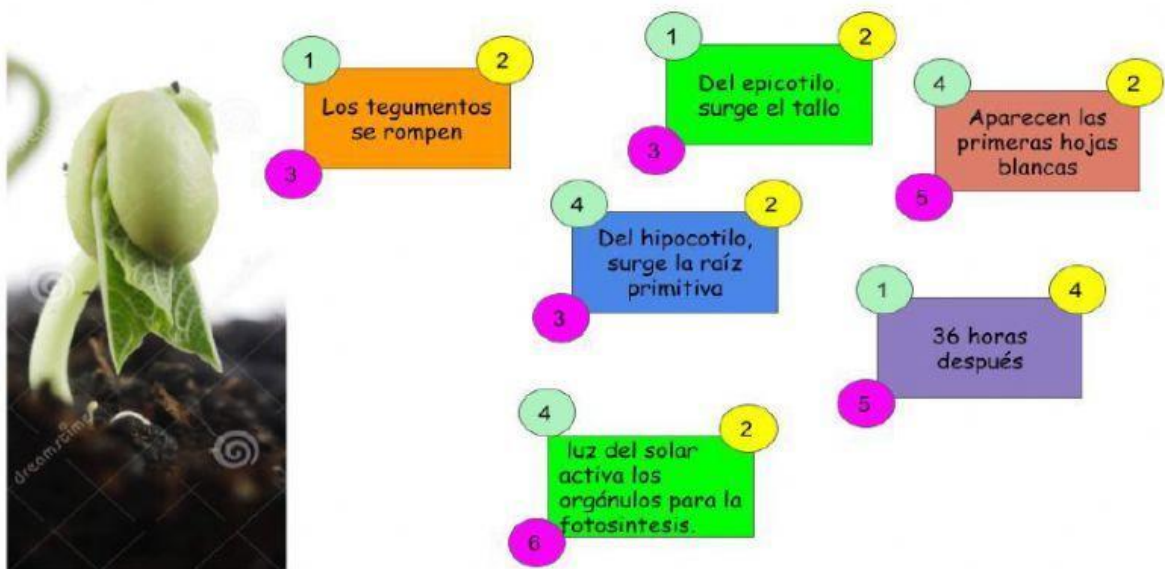 1
2
Los tegumentos
se rompen
3
1
2
Del epicotilo,
surge el tallo
3
4
2
Aparecen las
primeras hojas
blancas
5
4
2
Del hipocotilo,
surge la raíz
primitiva
3
1
4
36 horas
después
5
4
2
luz del solar
activa los
orgánulos para la
fotosíntesis.
6
dreamstime